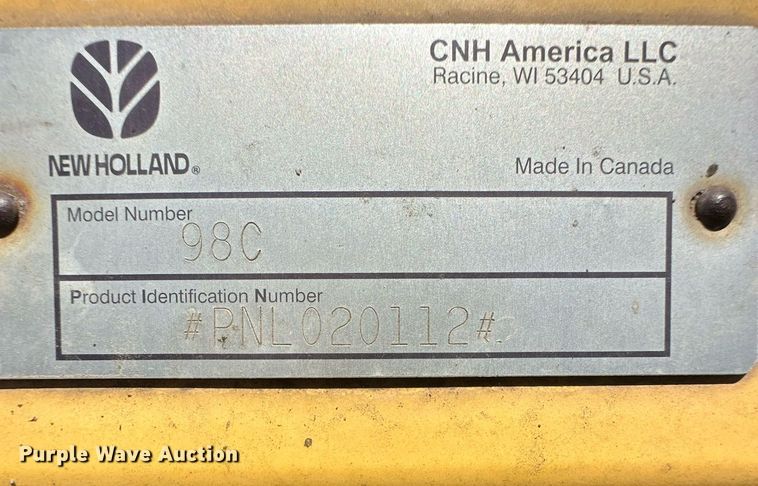 CNH America LLC
Racine, WI 53404 U.S.A.
NEW HOLLAND®
Made In Canada
Model Number
98C
Product Identification Number
#PNL020112#
Purple Wave Auction